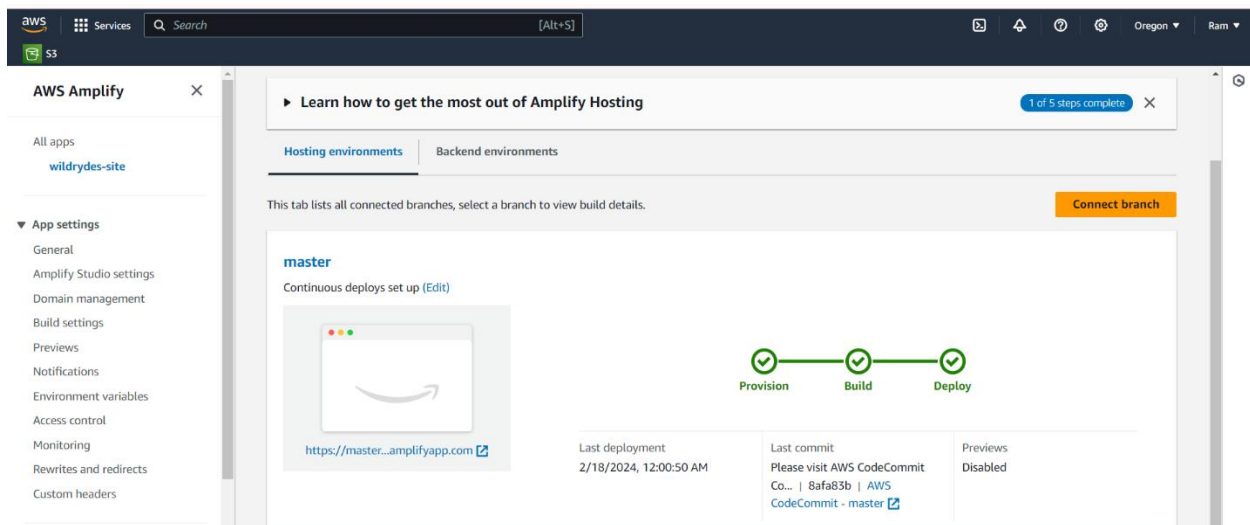 aws Services Search [Alt+S] Oregon ▼ Ram ▼
S3
AWS Amplify
All apps
wildrydes-site
▼ App settings
General
Amplify Studio settings
Domain management
Build settings
Previews
Notifications
Environment variables
Access control
Monitoring
Rewrites and redirects
Custom headers
▶ Learn how to get the most out of Amplify Hosting 1 of 5 steps complete
Hosting environments Backend environments
This tab lists all connected branches, select a branch to view build details. Connect branch
master
Continuous deploys set up (Edit)
Provision Build Deploy
https://master...amplifyapp.com
Last deployment
2/18/2024, 12:00:50 AM
Last commit
Please visit AWS CodeCommit
Co... | 8afa83b | AWS
CodeCommit - master
Previews
Disabled